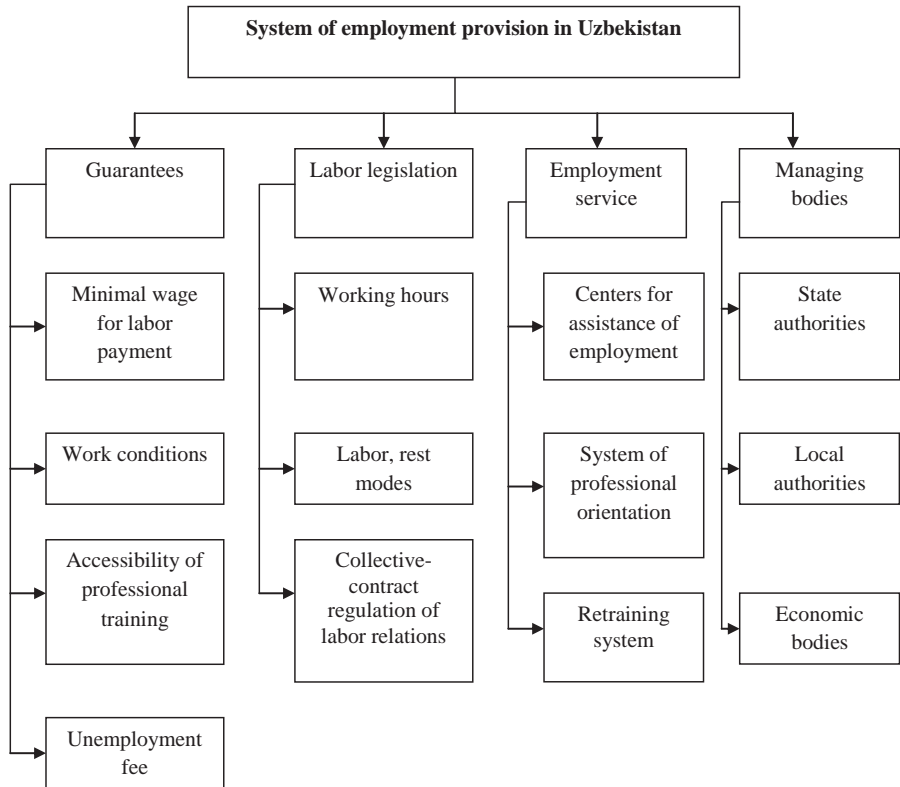 System of employment provision in Uzbekistan
Guarantees
Labor legislation
Employment
service
Managing
bodies
Minimal wage
for labor
payment
Working hours
Centers for
assistance of
employment
State
authorities
Work conditions
Labor, rest
modes
System of
professional
orientation
Local
authorities
Accessibility of
professional
training
Collective-
contract
regulation of
labor relations
Retraining
system
Economic
bodies
Unemployment
fee